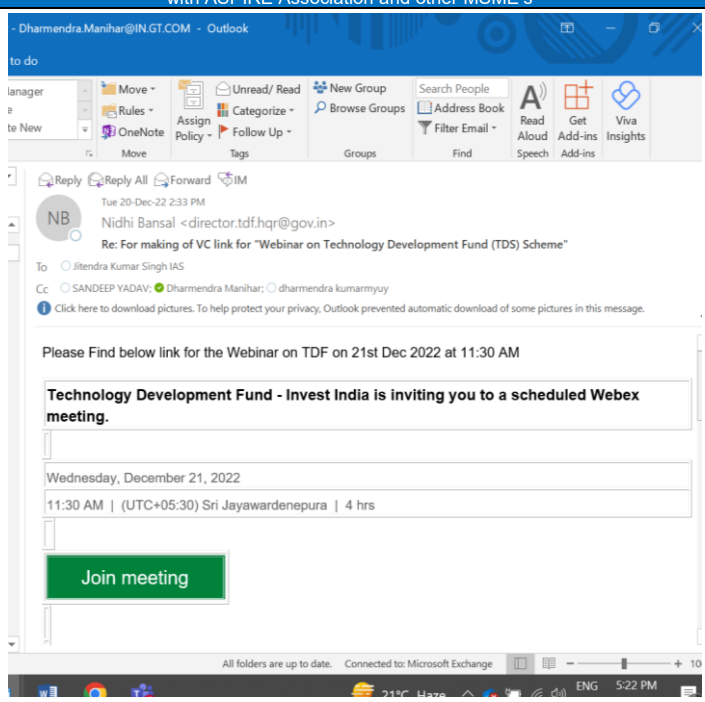 with ASPIRE Association and other MSME's
- Dharmendra.Manihar@IN.GT.COM - Outlook
to do
Move
Rules
OneNote
Move
Assign
Policy
Unread/ Read
Categorize
Follow Up
Tags
New Group
Browse Groups
Groups
Search People
Address Book
Filter Email
Find
Read
Aloud
Speech
Get
Add-ins
Add-ins
Viva
Insights
Reply Reply All Forward IM
Tue 20-Dec-22 2:33 PM
NB
Nidhi Bansal <director.tdf.hqr@gov.in>
Re: For making of VC link for "Webinar on Technology Development Fund (TDS) Scheme"
To Jitendra Kumar Singh IAS
Cc SANDEEP YADAV; Dharmendra Manihar; dharmendra kumarmyuy
Click here to download pictures. To help protect your privacy, Outlook prevented automatic download of some pictures in this message.
Please Find below link for the Webinar on TDF on 21st Dec 2022 at 11:30 AM
Technology Development Fund - Invest India is inviting you to a scheduled Webex
meeting.
Wednesday, December 21, 2022
11:30 AM | (UTC+05:30) Sri Jayawardenepura | 4 hrs
Join meeting
All folders are up to date. Connected to: Microsoft Exchange
21°C Haze
ENG
5:22 PM